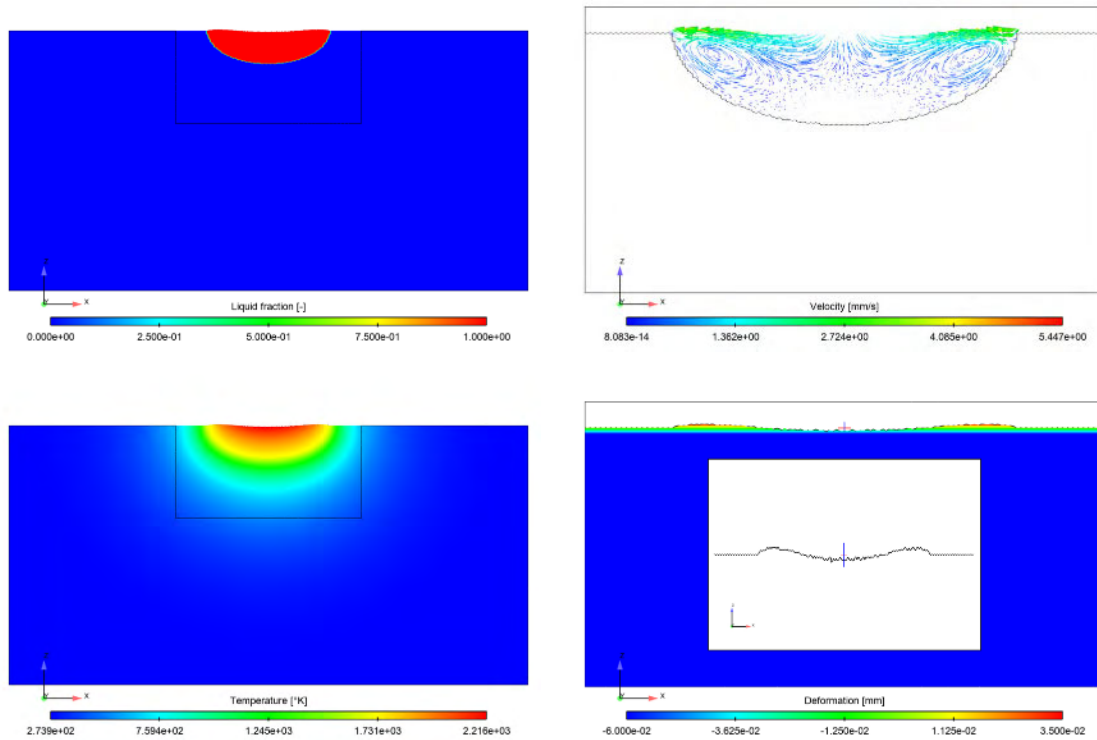 Z
Y X
Liquid fraction [-]
0.000e+00 2.500e-01 5.000e-01 7.500e-01 1.000e+00
Z
Y X
Velocity [mm/s]
8.083e-14 1.362e+00 2.724e+00 4.085e+00 5.447e+00
Z
Y X
Temperature [°K]
2.739e+02 7.594e+02 1.245e+03 1.731e+03 2.216e+03
Z
Y X
Deformation [mm]
-6.000e-02 -3.625e-02 -1.250e-02 1.125e-02 3.500e-02